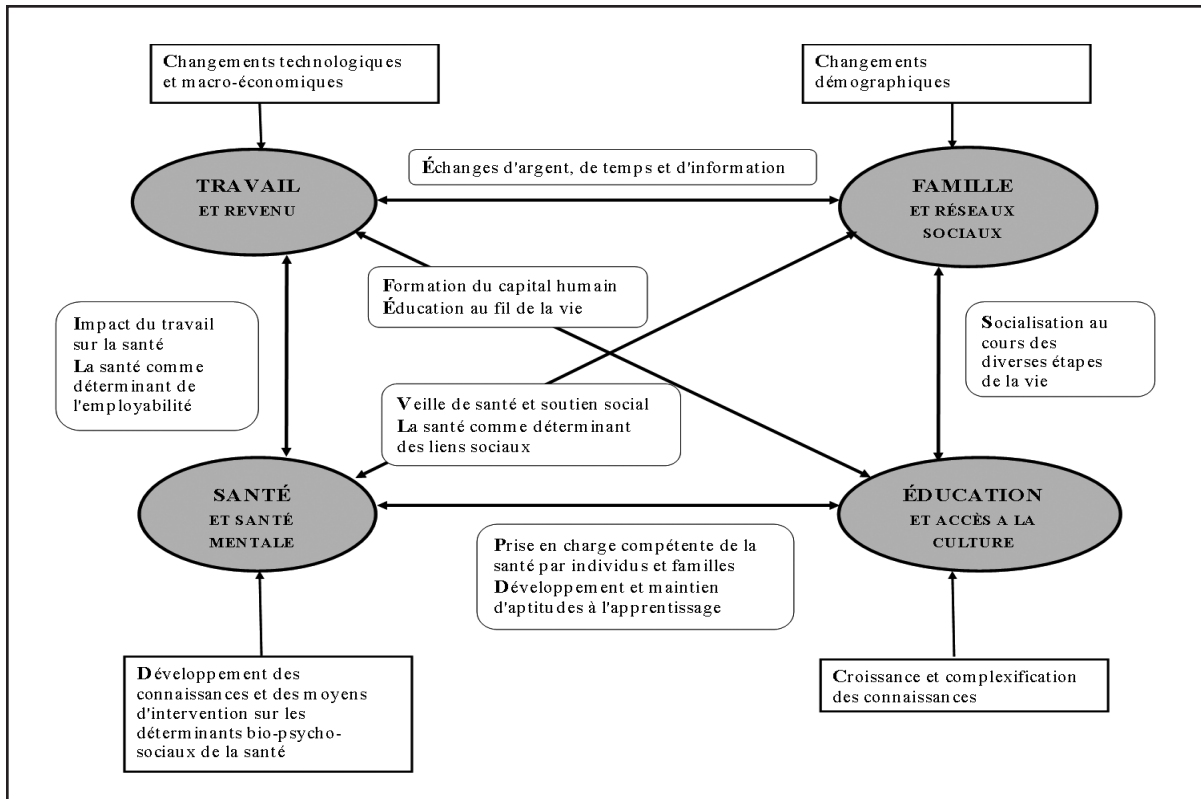 Changements technologiques
et macro-économiques
Changements
démographiques
Échanges d'argent, de temps et d'information
TRAVAIL
ET REVENU
FAMILLE
ET RÉSEAUX
SOCIAUX
Formation du capital humain
Éducation au fil de la vie
Impact du travail
sur la santé
La santé comme
déterminant de
l'employabilité
Socialisation au
cours des
diverses étapes
de la vie
Veille de santé et soutien social
La santé comme déterminant
des liens sociaux
SANTÉ
ET SANTÉ
MENTALE
ÉDUCATION
ET ACCÈS A LA
CULTURE
Prise en charge compétente de la
santé par individus et familles
Développement et maintien
d'aptitudes à l'apprentissage
Développement des
connaissances et des moyens
d'intervention sur les
déterminants bio-psycho-
sociaux de la santé
Croissance et complexification
des connaissances